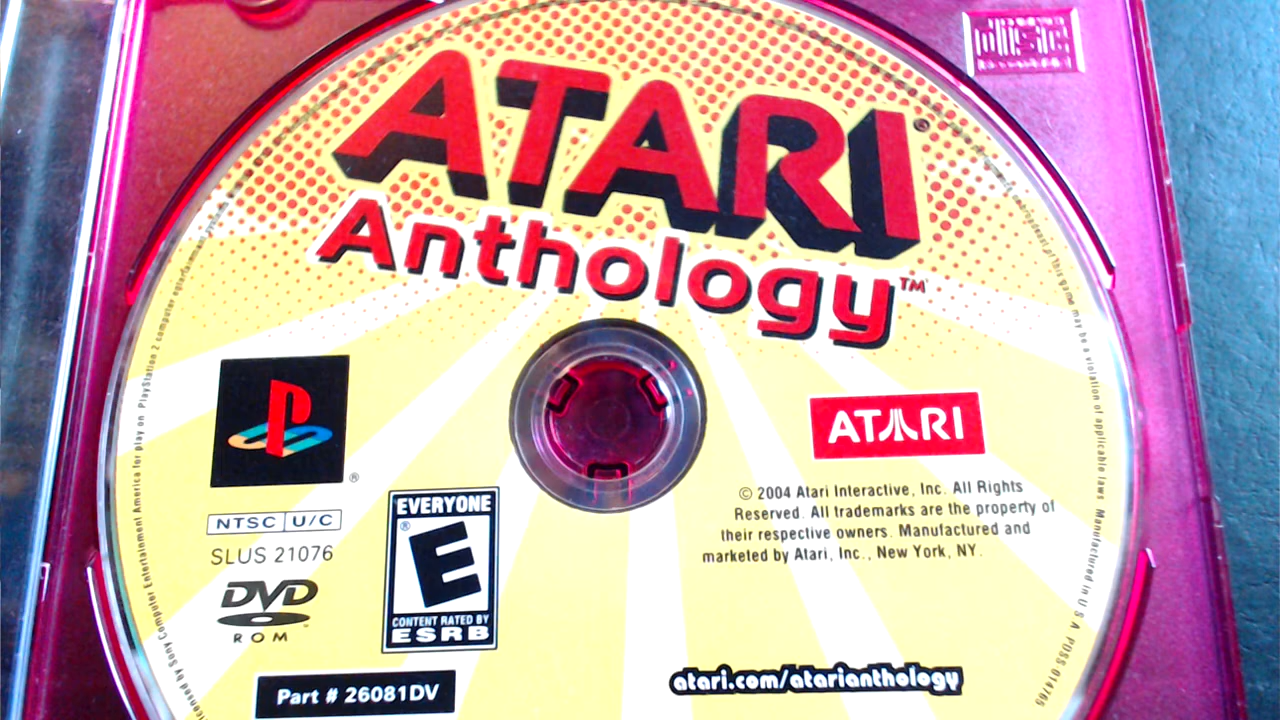 disc
ATARI®
Anthology™
®
NTSC U/C
SLUS 21076
DVD
ROM
EVERYONE
®
E
CONTENT RATED BY
ESRB
Part # 26081DV
ATARI
© 2004 Atari Interactive, Inc. All Rights
Reserved. All trademarks are the property of
their respective owners. Manufactured and
marketed by Atari, Inc., New York, NY.
atari.com/atarianthology
licensed by Sony Computer Entertainment America for play on PlayStation 2 computer
This game may be a violation of applicable laws Manufactured in U S A